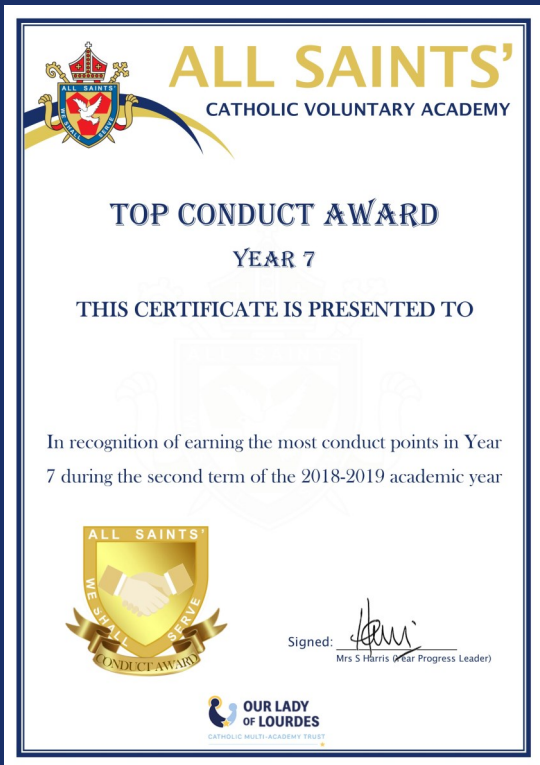 ALL SAINTS'
CATHOLIC VOLUNTARY ACADEMY
ALL SAINTS'
WE SHALL SERVE
TOP CONDUCT AWARD
YEAR 7
THIS CERTIFICATE IS PRESENTED TO
In recognition of earning the most conduct points in Year
7 during the second term of the 2018-2019 academic year
ALL SAINTS'
WE SHALL SERVE
CONDUCT AWARD
Signed:
Mrs S Harris (Year Progress Leader)
OUR LADY
OF LOURDES
CATHOLIC MULTI-ACADEMY TRUST